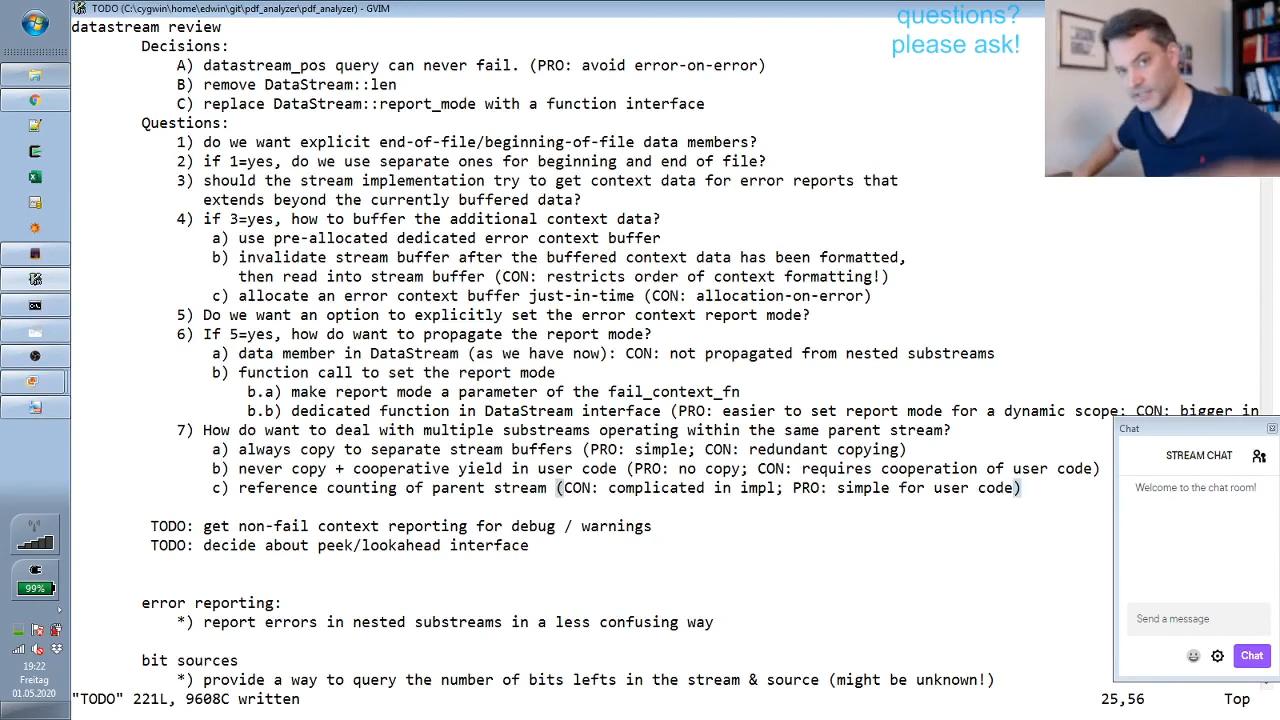 TODO (C:\cygwin\home\edwin\git\pdf_analyzer\pdf_analyzer) - GVIM
questions?
please ask!
datastream review
Decisions:
A) datastream_pos query can never fail. (PRO: avoid error-on-error)
B) remove DataStream::len
C) replace DataStream::report_mode with a function interface
Questions:
1) do we want explicit end-of-file/beginning-of-file data members?
2) if 1=yes, do we use separate ones for beginning and end of file?
3) should the stream implementation try to get context data for error reports that
extends beyond the currently buffered data?
4) if 3=yes, how to buffer the additional context data?
a) use pre-allocated dedicated error context buffer
b) invalidate stream buffer after the buffered context data has been formatted,
then read into stream buffer (CON: restricts order of context formatting!)
c) allocate an error context buffer just-in-time (CON: allocation-on-error)
5) Do we want an option to explicitly set the error context report mode?
6) If 5=yes, how do want to propagate the report mode?
a) data member in DataStream (as we have now): CON: not propagated from nested substreams
b) function call to set the report mode
b.a) make report mode a parameter of the fail_context_fn
b.b) dedicated function in DataStream interface (PRO: easier to set report mode for a dynamic scope; CON: bigger in
7) How do want to deal with multiple substreams operating within the same parent stream?
a) always copy to separate stream buffers (PRO: simple; CON: redundant copying)
b) never copy + cooperative yield in user code (PRO: no copy; CON: requires cooperation of user code)
c) reference counting of parent stream (CON: complicated in impl; PRO: simple for user code)
TODO: get non-fail context reporting for debug / warnings
TODO: decide about peek/lookahead interface
error reporting:
*) report errors in nested substreams in a less confusing way
bit sources
*) provide a way to query the number of bits lefts in the stream & source (might be unknown!)
"TODO" 221L, 9608C written
25,56
Top
Chat
STREAM CHAT
Welcome to the chat room!
Send a message
Chat
99%
19:22
Freitag
01.05.2020